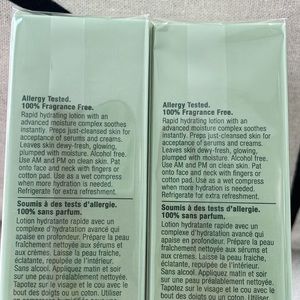 Allergy Tested.
100% Fragrance Free.
Rapid hydrating lotion with an
advanced moisture complex soothes
instantly. Preps just-cleansed skin for
acceptance of serums and creams.
Leaves skin dewy-fresh, glowing,
plumped with moisture. Alcohol free.
Use AM and PM on clean skin. Pat
onto face and neck with fingers or
cotton pad. Use as a wet compress
when more hydration is needed.
Refrigerate for extra refreshment.
Soumis à des tests d'allergie.
100% sans parfum.
Lotion hydratante rapide avec un
complexe d'hydratation avancé qui
apaise en profondeur. Prépare la peau
fraîchement nettoyée aux sérums et
aux crèmes. Laisse la peau fraîche,
éclatante, intensément hydratée.
Sans alcool. Appliquez matin et soir
sur une peau préalablement nettoyée.
Tapotez sur le visage et le cou avec le
bout des doigts ou un coton. Utiliser
Allergy Tested.
100% Fragrance Free.
Rapid hydrating lotion with an
advanced moisture complex soothes
instantly. Preps just-cleansed skin for
acceptance of serums and creams.
Leaves skin dewy-fresh, glowing,
plumped with moisture. Alcohol free.
Use AM and PM on clean skin. Pat
onto face and neck with fingers or
cotton pad. Use as a wet compress
when more hydration is needed.
Refrigerate for extra refreshment.
Soumis à des tests d'allergie.
100% sans parfum.
Lotion hydratante rapide avec un
complexe d'hydratation avancé qui
apaise en profondeur. Prépare la peau
fraîchement nettoyée aux sérums et
aux crèmes. Laisse la peau fraîche,
éclatante, intensément hydratée.
Sans alcool. Appliquez matin et soir
sur une peau préalablement nettoyée.
Tapotez sur le visage et le cou avec le
bout des doigts ou un coton. Utiliser